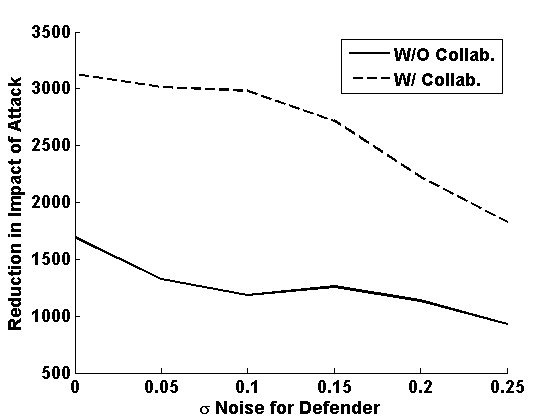 3500
3000
2500
2000
1500
1000
500
Reduction in Impact of Attack
W/O Collab.
W/ Collab.
0 0.05 0.1 0.15 0.2 0.25
σ Noise for Defender